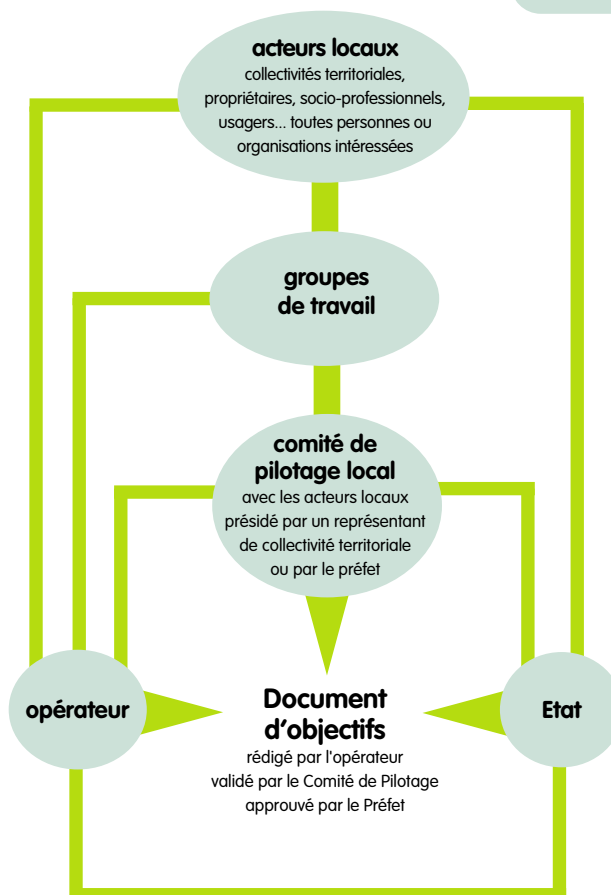 acteurs locaux
collectivités territoriales,
propriétaires, socio-professionnels,
usagers... toutes personnes ou
organisations intéressées
groupes
de travail
comité de
pilotage local
avec les acteurs locaux
présidé par un représentant
de collectivité territoriale
ou par le préfet
opérateur
Document
d'objectifs
rédigé par l'opérateur
validé par le Comité de Pilotage
approuvé par le Préfet
Etat